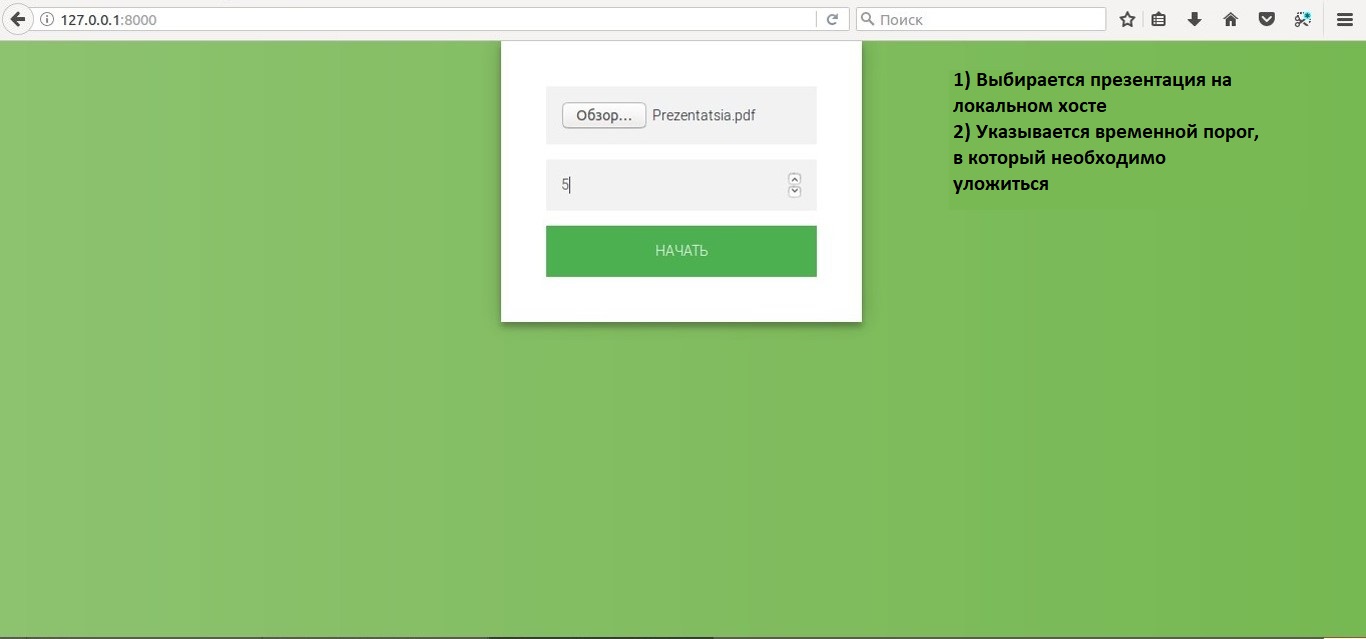 127.0.0.1:8000
Поиск
Обзор... Prezentatsia.pdf
5
НАЧАТЬ
1) Выбирается презентация на
локальном хосте
2) Указывается временной порог,
в который необходимо
уложиться